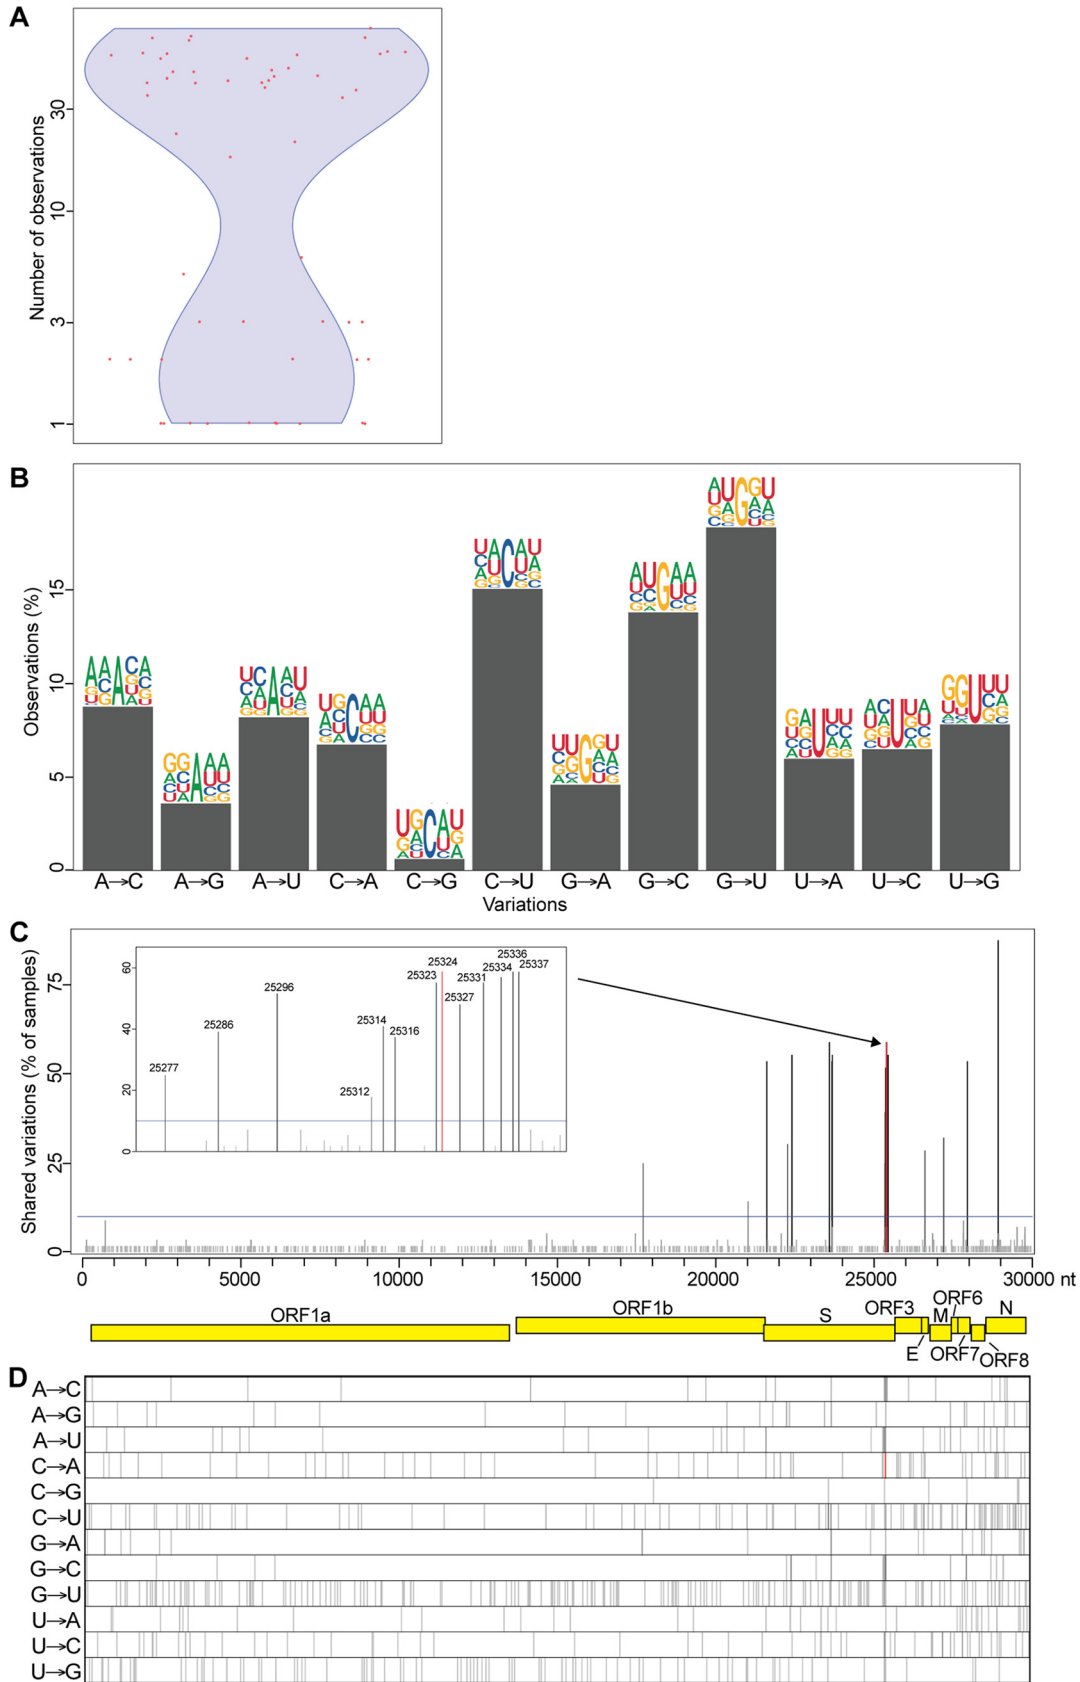 A
Number of observations
30
10
3
1
B
Observations (%)
15
10
5
0
A→C A→G A→U C→A C→G C→U G→A G→C G→U U→A U→C U→G
Variations
C
Shared variations (% of samples)
75
50
25
0
60
40
20
0
25277
25286
25296
25312
25314
25316
25323
25324
25327
25331
25334
25336
25337
0 5000 10000 15000 20000 25000 30000 nt
ORF1a ORF1b S ORF3 E M ORF6 ORF7 ORF8 N
D
A→C
A→G
A→U
C→A
C→G
C→U
G→A
G→C
G→U
U→A
U→C
U→G